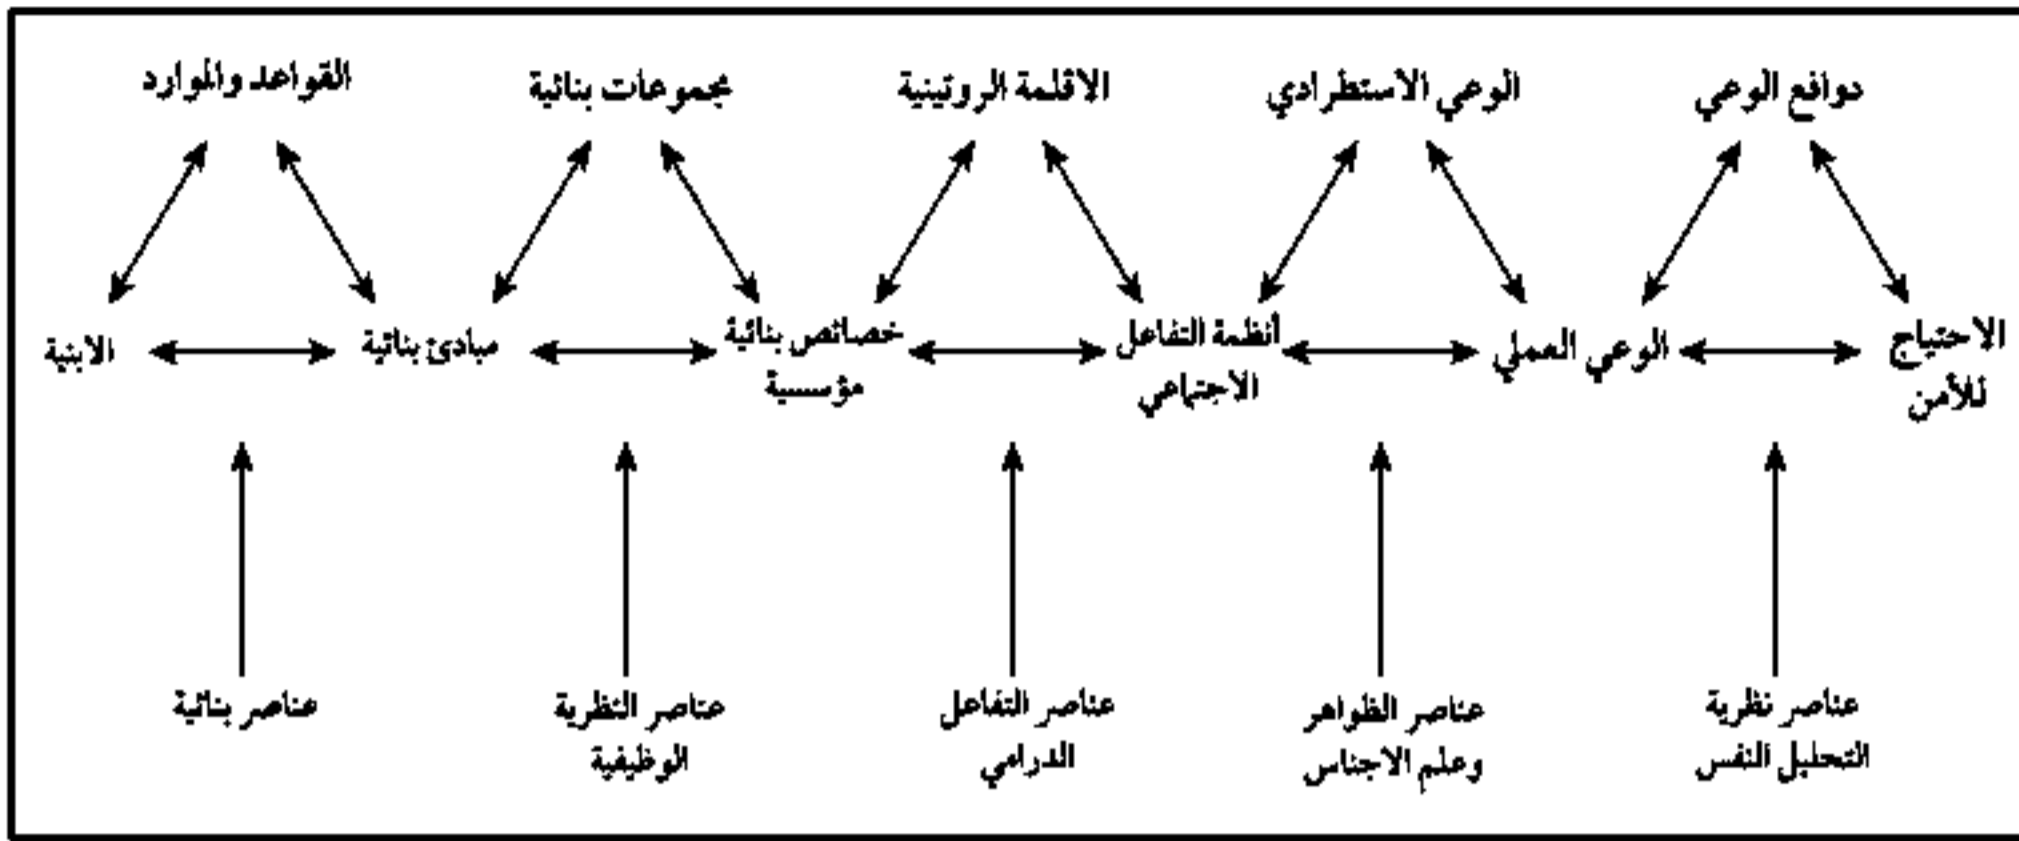 دوافع الوعي
الوعي الاستطرادي
الاقلمة الروتينية
مجموعات بنائية
القواعد والموارد
الاحتياج
للأمن
الوعي العملي
أنظمة التفاعل
الاجتماعي
خصائص بنائية
مؤسسية
مبادئ بنائية
الابنية
عناصر نظرية
التحليل النفس
عناصر الظواهر
وعلم الاجناس
عناصر التفاعل
الدرامي
عناصر النظرية
الوظيفية
عناصر بنائية